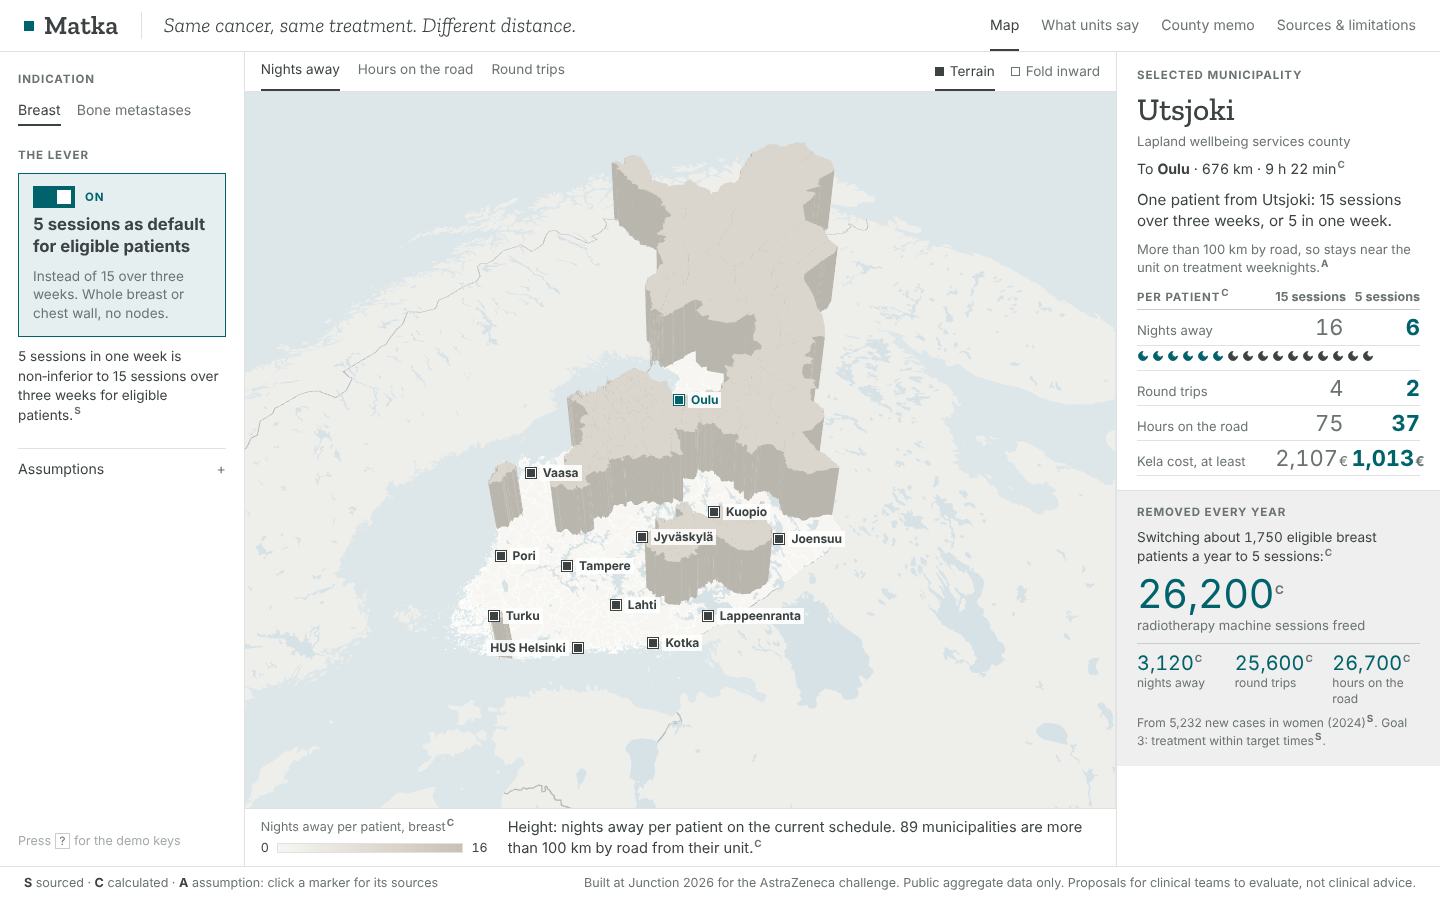 Matka
Same cancer, same treatment. Different distance.
Map What units say County memo Sources & limitations
INDICATION
Breast Bone metastases
THE LEVER
ON
5 sessions as default
for eligible patients
Instead of 15 over three
weeks. Whole breast or
chest wall, no nodes.
5 sessions in one week is
non-inferior to 15 sessions over
three weeks for eligible
patients.S
Assumptions +
Press ? for the demo keys
Nights away Hours on the road Round trips
Terrain Fold inward
Oulu
Vaasa
Kuopio
Jyväskylä
Joensuu
Pori
Tampere
Lahti
Turku
Lappeenranta
HUS Helsinki
Kotka
Nights away per patient, breastC
0 16
Height: nights away per patient on the current schedule. 89 municipalities are more
than 100 km by road from their unit.C
SELECTED MUNICIPALITY
Utsjoki
Lapland wellbeing services county
To Oulu · 676 km · 9 h 22 minC
One patient from Utsjoki: 15 sessions
over three weeks, or 5 in one week.
More than 100 km by road, so stays near the
unit on treatment weeknights.A
PER PATIENTC 15 sessions 5 sessions
Nights away 16 6
Round trips 4 2
Hours on the road 75 37
Kela cost, at least 2,107€ 1,013€
REMOVED EVERY YEAR
Switching about 1,750 eligible breast
patients a year to 5 sessions:C
26,200C
radiotherapy machine sessions freed
3,120C 25,600C 26,700C
nights away round trips hours on the
road
From 5,232 new cases in women (2024)S. Goal
3: treatment within target timesS.
S sourced · C calculated · A assumption: click a marker for its sources
Built at Junction 2026 for the AstraZeneca challenge. Public aggregate data only. Proposals for clinical teams to evaluate, not clinical advice.